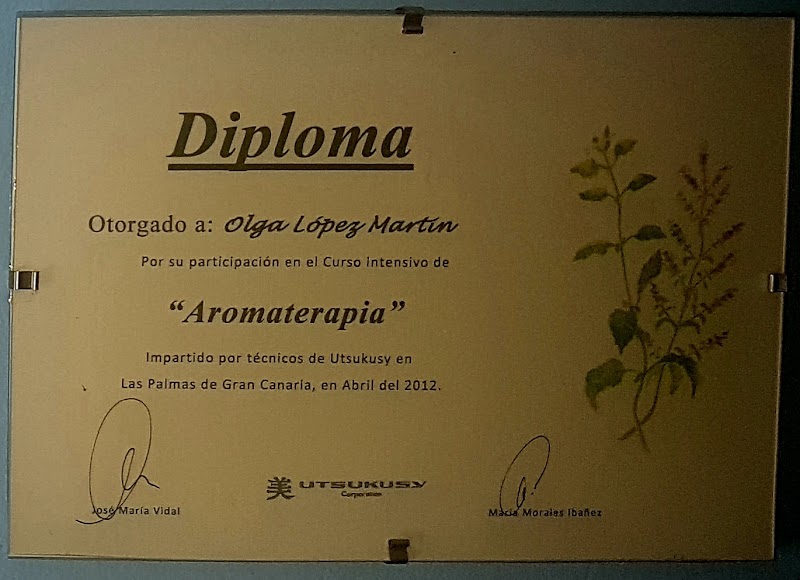 Diploma
Otorgado a: Olga López Martín
Por su participación en el Curso Intensivo de
“Aromaterapia”
Impartido por técnicos de Utsukusy en
Las Palmas de Gran Canaria, en Abril del 2012.
美 UTSUKUSY
Corporation
José María Vidal
María Morales Ibañez